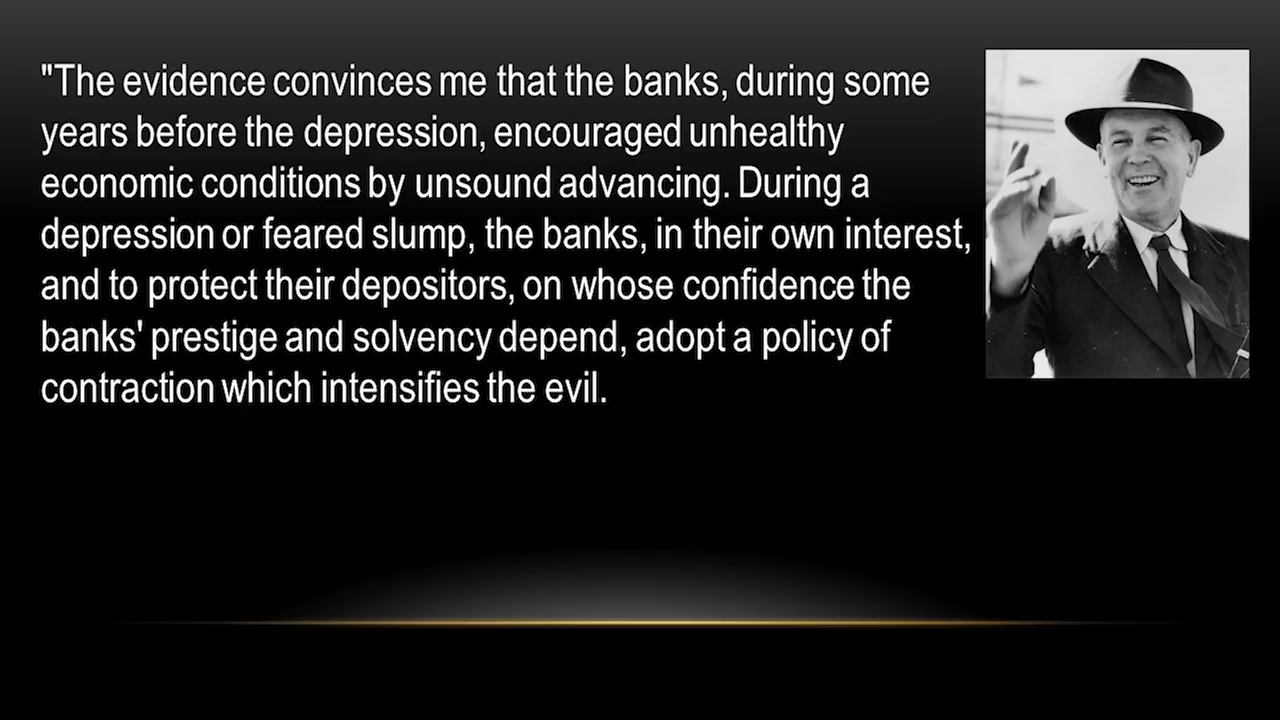 "The evidence convinces me that the banks, during some
years before the depression, encouraged unhealthy
economic conditions by unsound advancing. During a
depression or feared slump, the banks, in their own interest,
and to protect their depositors, on whose confidence the
banks' prestige and solvency depend, adopt a policy of
contraction which intensifies the evil.